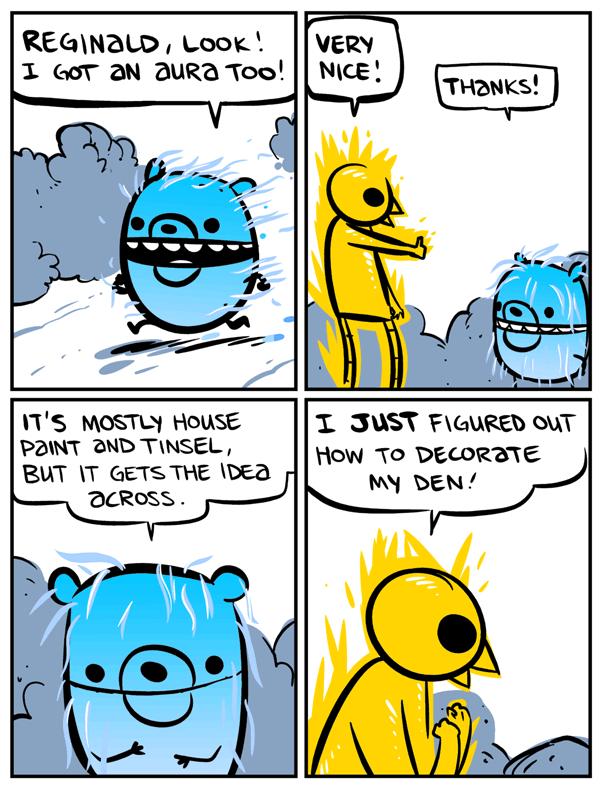 REGINALD, LOOK!
I GOT AN AURA TOO!
VERY
NICE!
THANKS!
IT'S MOSTLY HOUSE
PAINT AND TINSEL,
BUT IT GETS THE IDEA
ACROSS.
I JUST FIGURED OUT
HOW TO DECORATE
MY DEN!